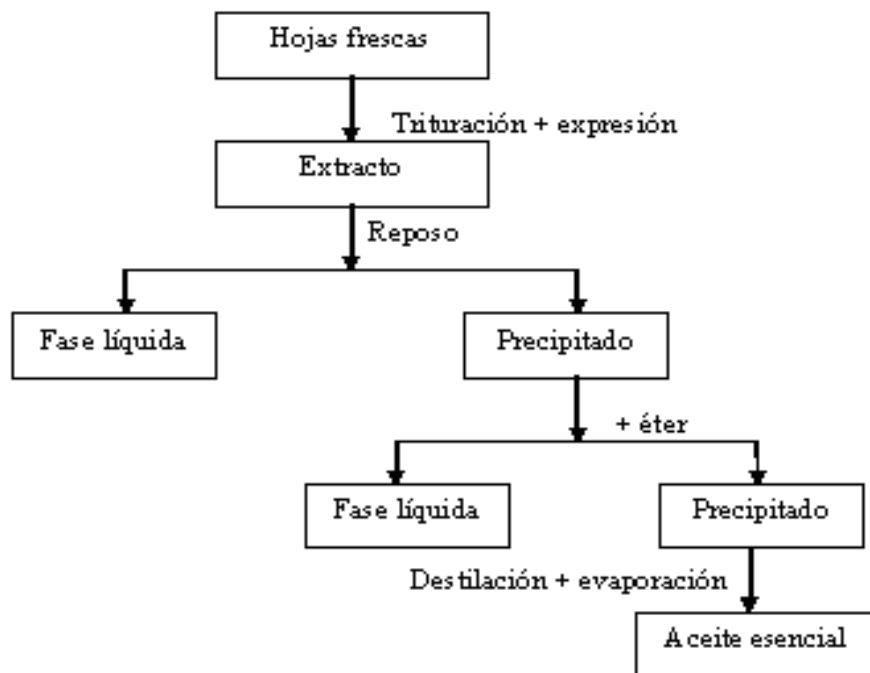 Hojas frescas
Trituración + expresión
Extracto
Reposo
Fase líquida
Precipitado
+ éter
Fase líquida
Precipitado
Destilación + evaporación
Aceite esencial